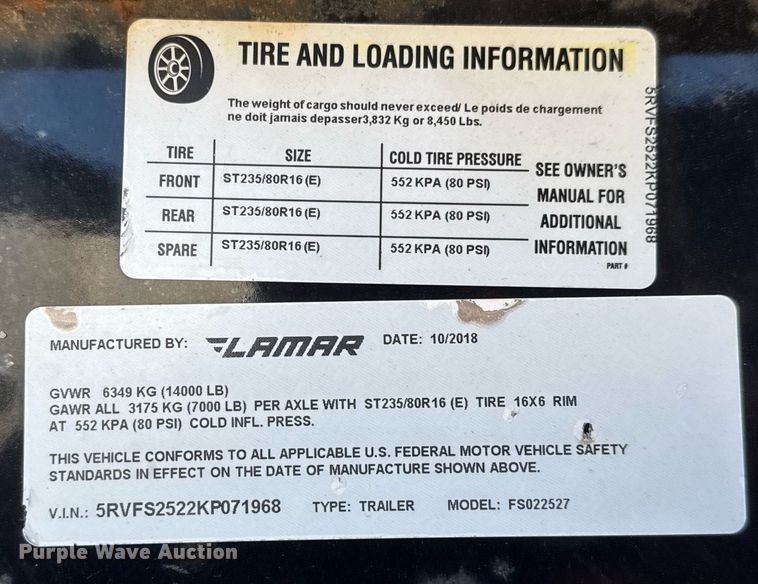 TIRE AND LOADING INFORMATION
The weight of cargo should never exceed/ Le poids de chargement
ne doit jamais depasser3,832 Kg or 8,450 Lbs.
TIRE SIZE COLD TIRE PRESSURE
FRONT ST235/80R16 (E) 552 KPA (80 PSI)
REAR ST235/80R16 (E) 552 KPA (80 PSI)
SPARE ST235/80R16 (E) 552 KPA (80 PSI)
SEE OWNER'S
MANUAL FOR
ADDITIONAL
INFORMATION
PART #
5RVFS2522KP071968
MANUFACTURED BY: LAMAR DATE: 10/2018
GVWR 6349 KG (14000 LB)
GAWR ALL 3175 KG (7000 LB) PER AXLE WITH ST235/80R16 (E) TIRE 16X6 RIM
AT 552 KPA (80 PSI) COLD INFL. PRESS.
THIS VEHICLE CONFORMS TO ALL APPLICABLE U.S. FEDERAL MOTOR VEHICLE SAFETY
STANDARDS IN EFFECT ON THE DATE OF MANUFACTURE SHOWN ABOVE.
V.I.N.: 5RVFS2522KP071968 TYPE: TRAILER MODEL: FS022527
Purple Wave Auction